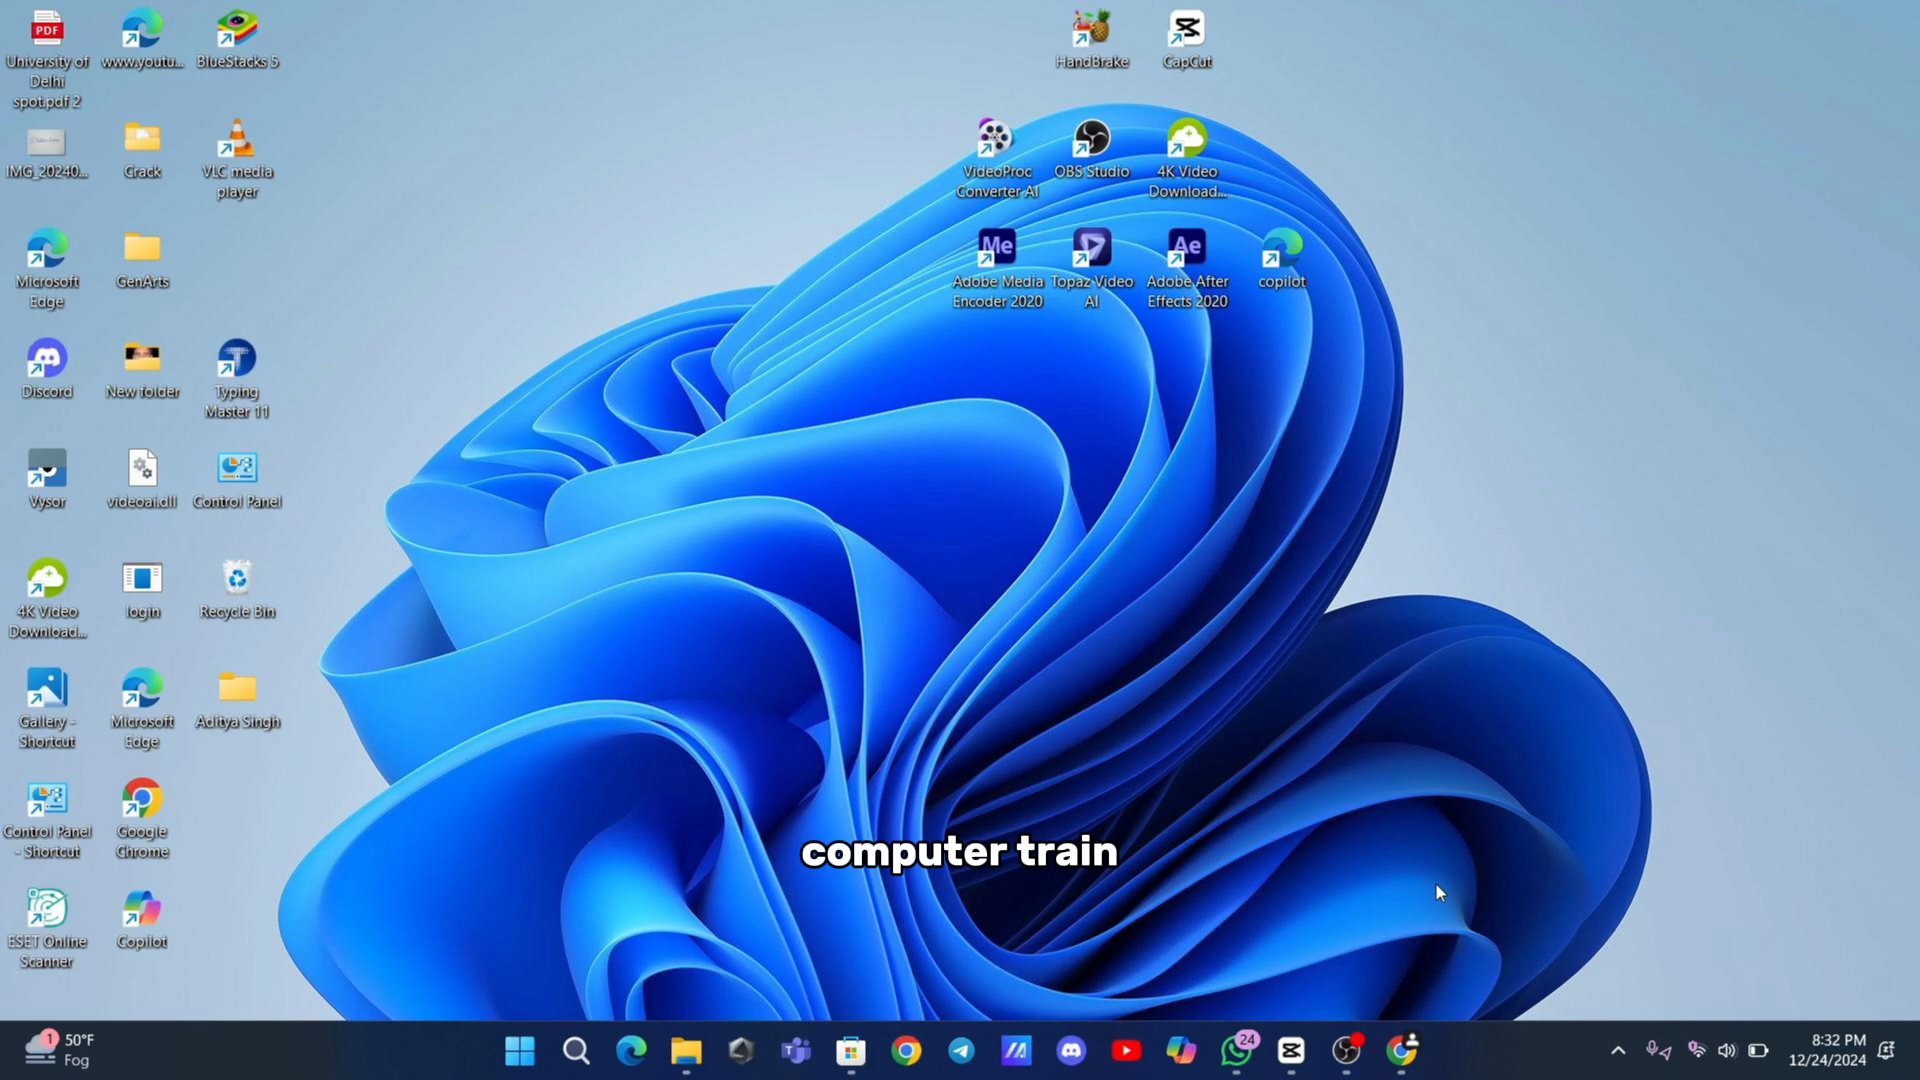 PDF
University of
Delhi
spot.pdf 2
www.youtu...
BlueStacks 5
IMG_20240...
Crack
VLC media
player
Microsoft
Edge
GenArts
Discord
New folder
Typing
Master 11
Vysor
videoai.dll
Control Panel
4K Video
Download...
login
Recycle Bin
Gallery -
Shortcut
Microsoft
Edge
Aditya Singh
Control Panel
- Shortcut
Google
Chrome
ESET Online
Scanner
Copilot
HandBrake
CapCut
VideoProc
Converter AI
OBS Studio
4K Video
Download...
Me
Adobe Media
Encoder 2020
Topaz Video
AI
Ae
Adobe After
Effects 2020
copilot
computer train
1
50°F
Fog
24
8:32 PM
12/24/2024